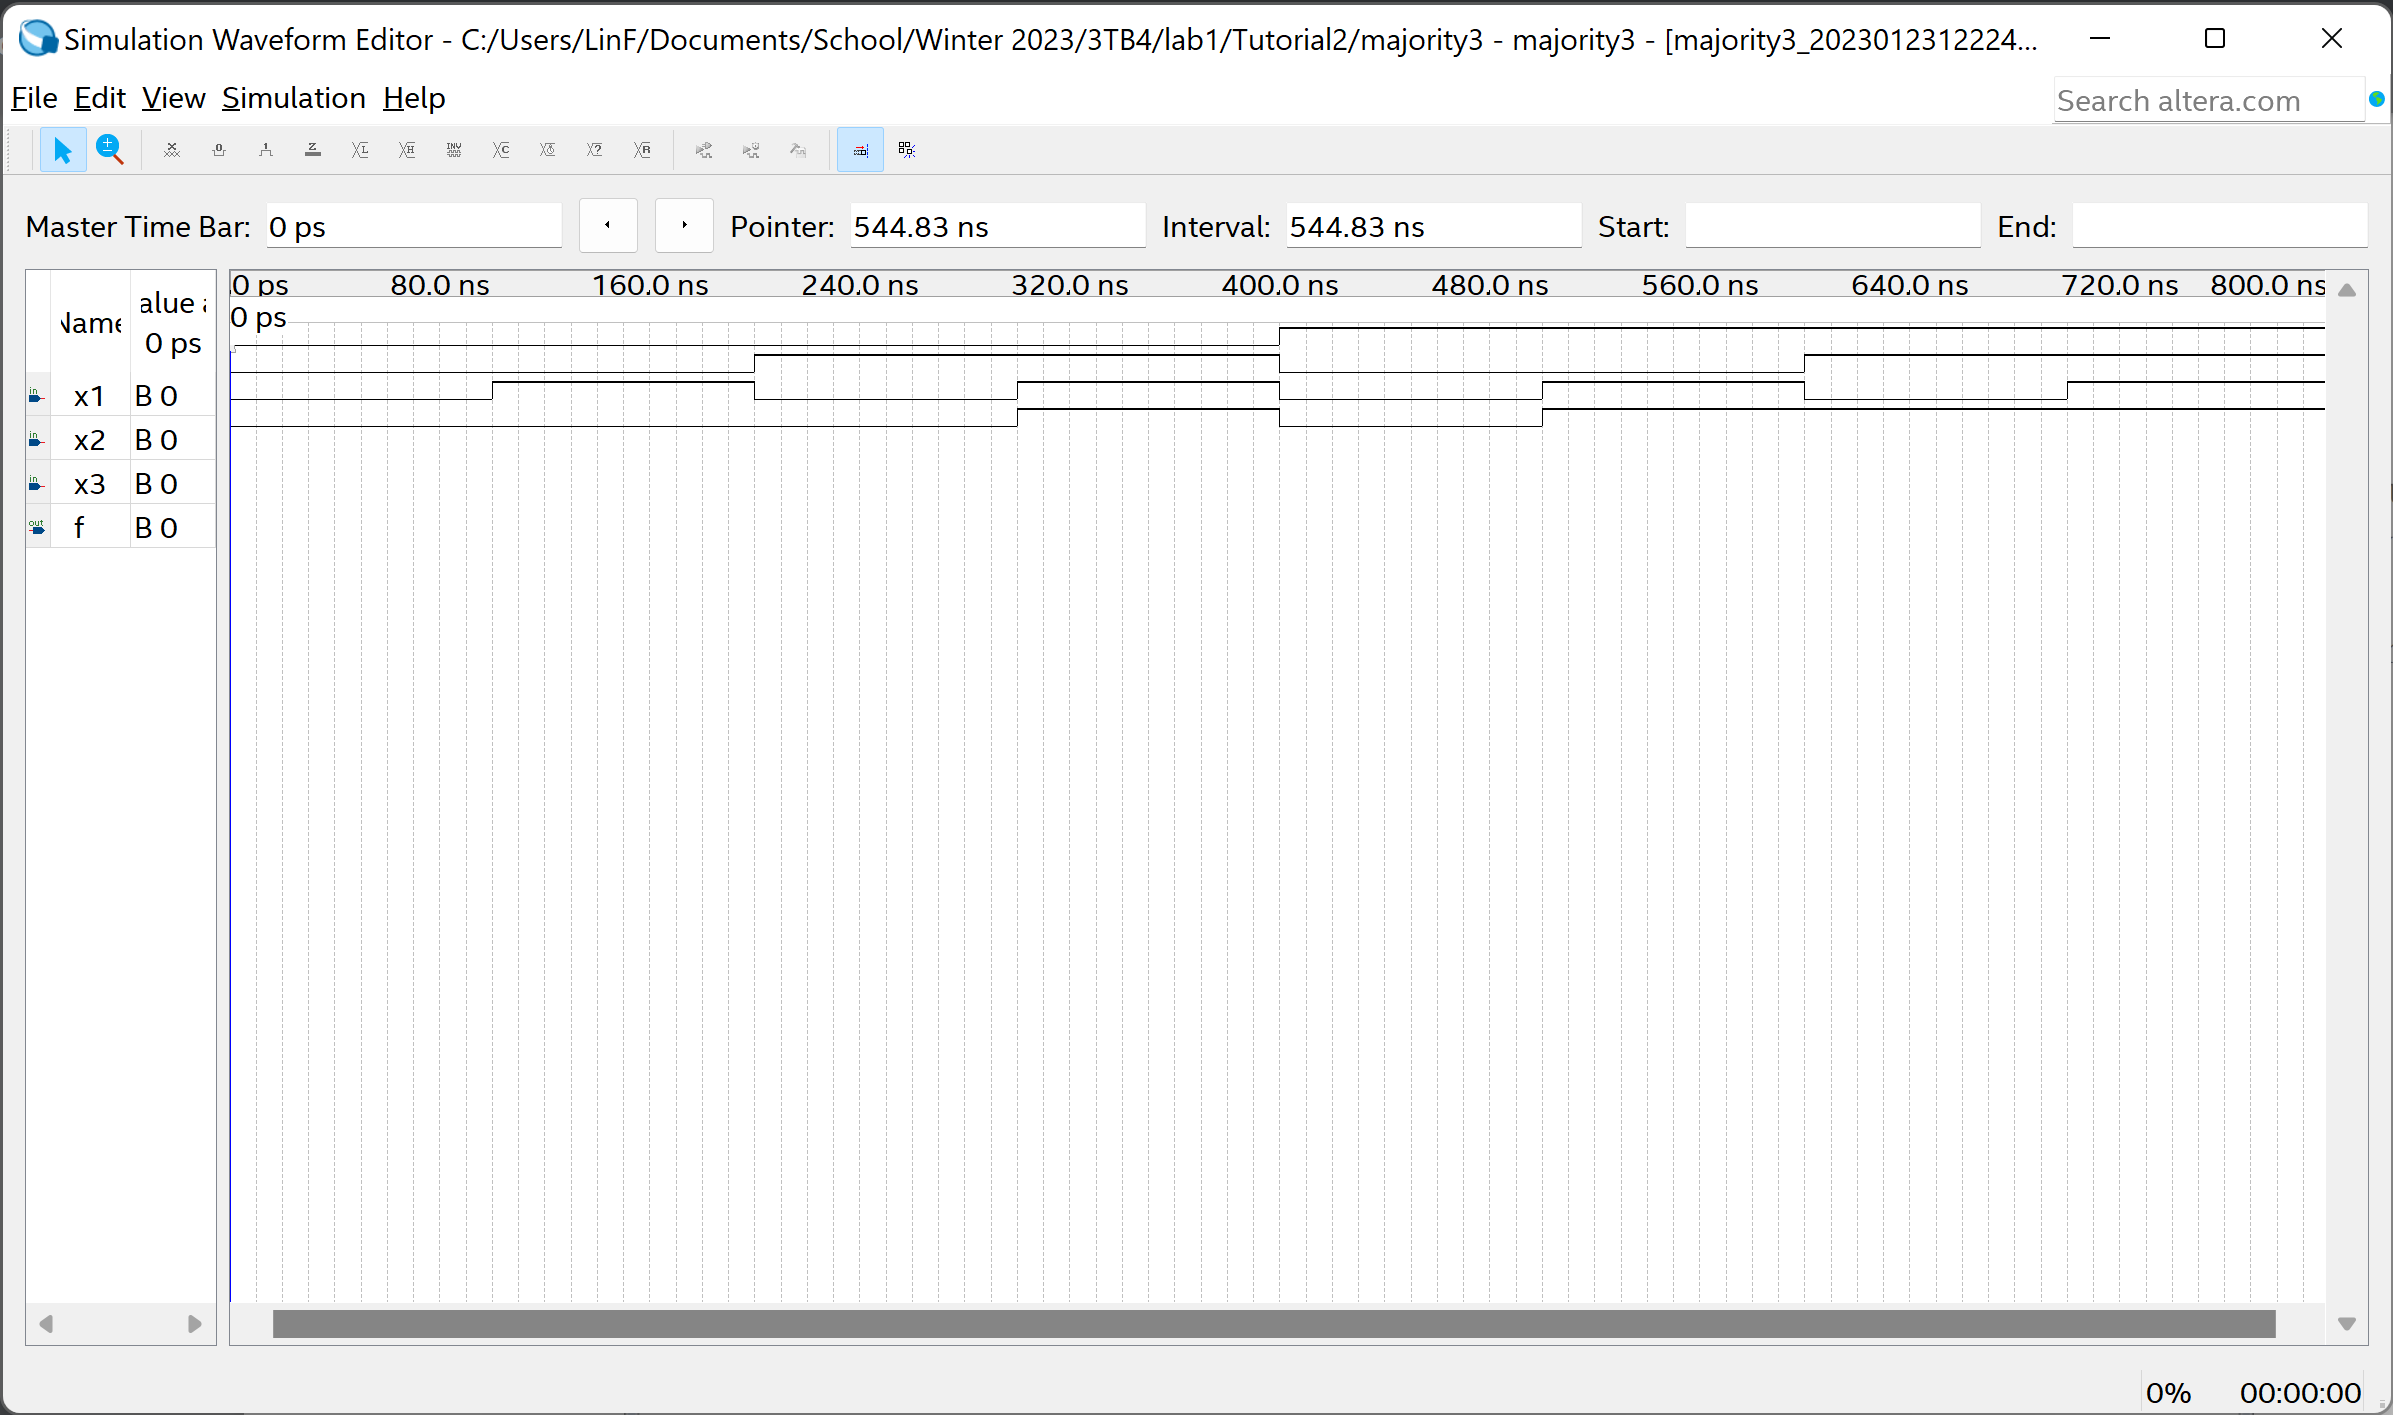 Simulation Waveform Editor - C:/Users/LinF/Documents/School/Winter 2023/3TB4/lab1/Tutorial2/majority3 - majority3 - [majority3_2023012312224...
File Edit View Simulation Help
Search altera.com
Master Time Bar: 0 ps Pointer: 544.83 ns Interval: 544.83 ns Start: End:
0 ps 80.0 ns 160.0 ns 240.0 ns 320.0 ns 400.0 ns 480.0 ns 560.0 ns 640.0 ns 720.0 ns 800.0 ns
0 ps
Name
alue a
0 ps
in x1 B 0
in x2 B 0
in x3 B 0
out f B 0
0% 00:00:00